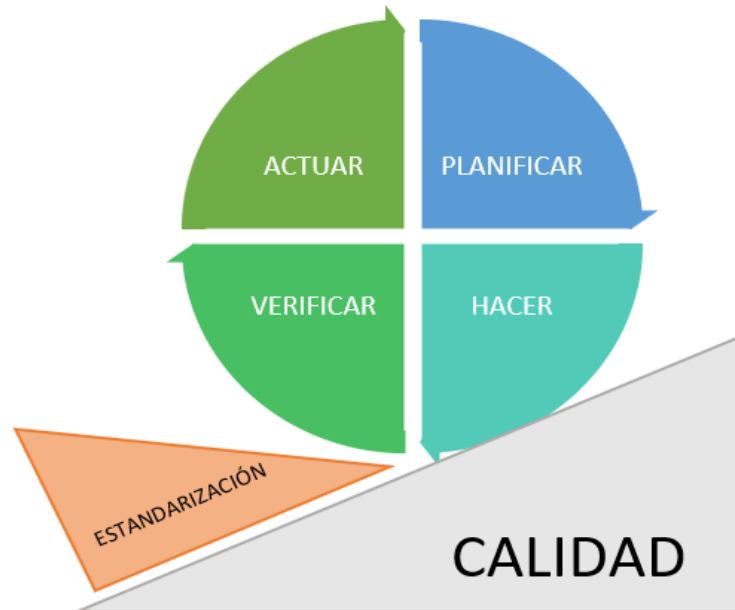 ACTUAR
PLANIFICAR
VERIFICAR
HACER
ESTANDARIZACIÓN
CALIDAD